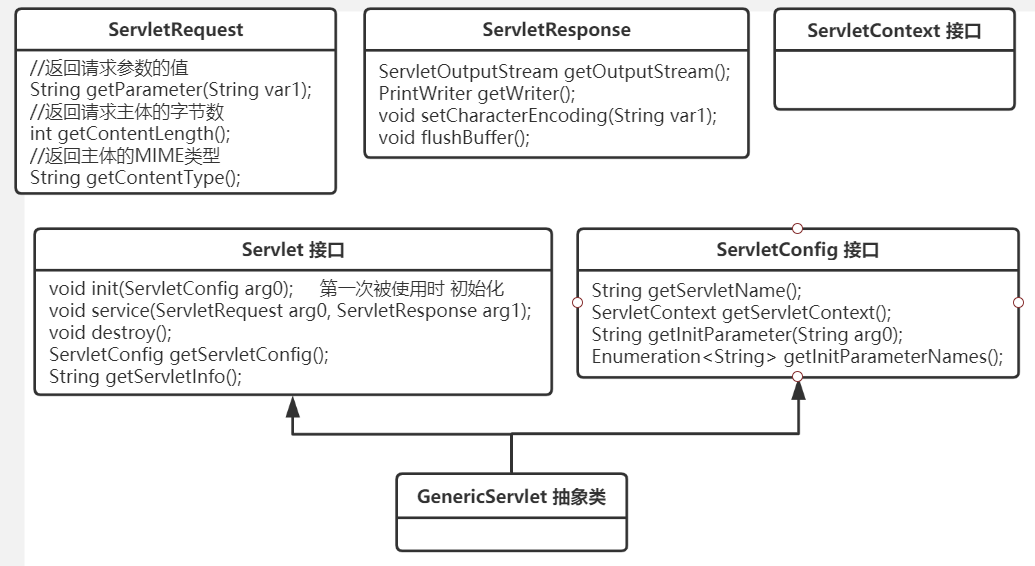 ServletRequest
//返回请求参数的值
String getParameter(String var1);
//返回请求主体的字节数
int getContentLength();
//返回主体的MIME类型
String getContentType();
ServletResponse
ServletOutputStream getOutputStream();
PrintWriter getWriter();
void setCharacterEncoding(String var1);
void flushBuffer();
ServletContext 接口
Servlet 接口
void init(ServletConfig arg0); 第一次被使用时 初始化
void service(ServletRequest arg0, ServletResponse arg1);
void destroy();
ServletConfig getServletConfig();
String getServletInfo();
ServletConfig 接口
String getServletName();
ServletContext getServletContext();
String getInitParameter(String arg0);
Enumeration<String> getInitParameterNames();
GenericServlet 抽象类